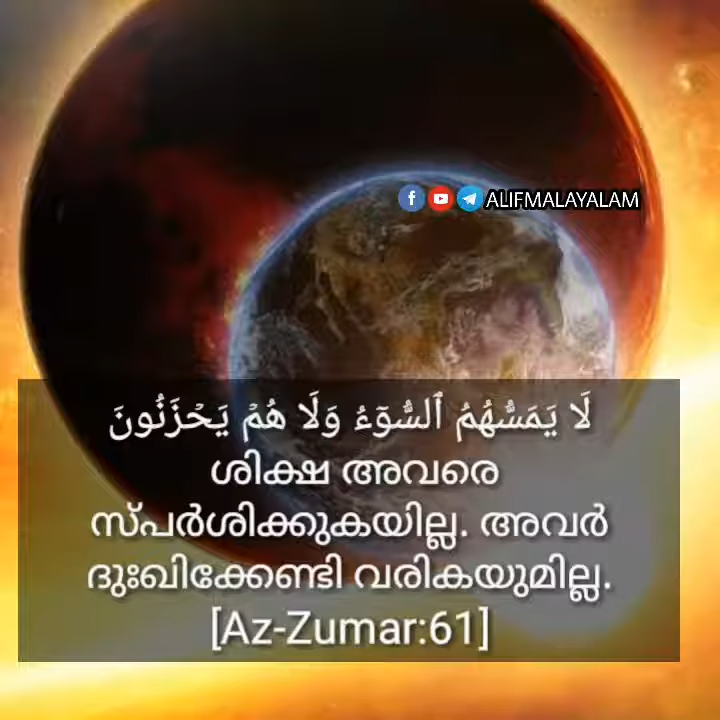 ALIFMALAYALAM
لَا يَمَسُّهُمُ ٱلسُّوٓءُ وَلَا هُمْ يَحْزَنُونَ
ശിക്ഷ അവരെ
സ്പർശിക്കുകയില്ല. അവർ
ദുഃഖിക്കേണ്ടി വരികയുമില്ല.
[Az-Zumar:61]